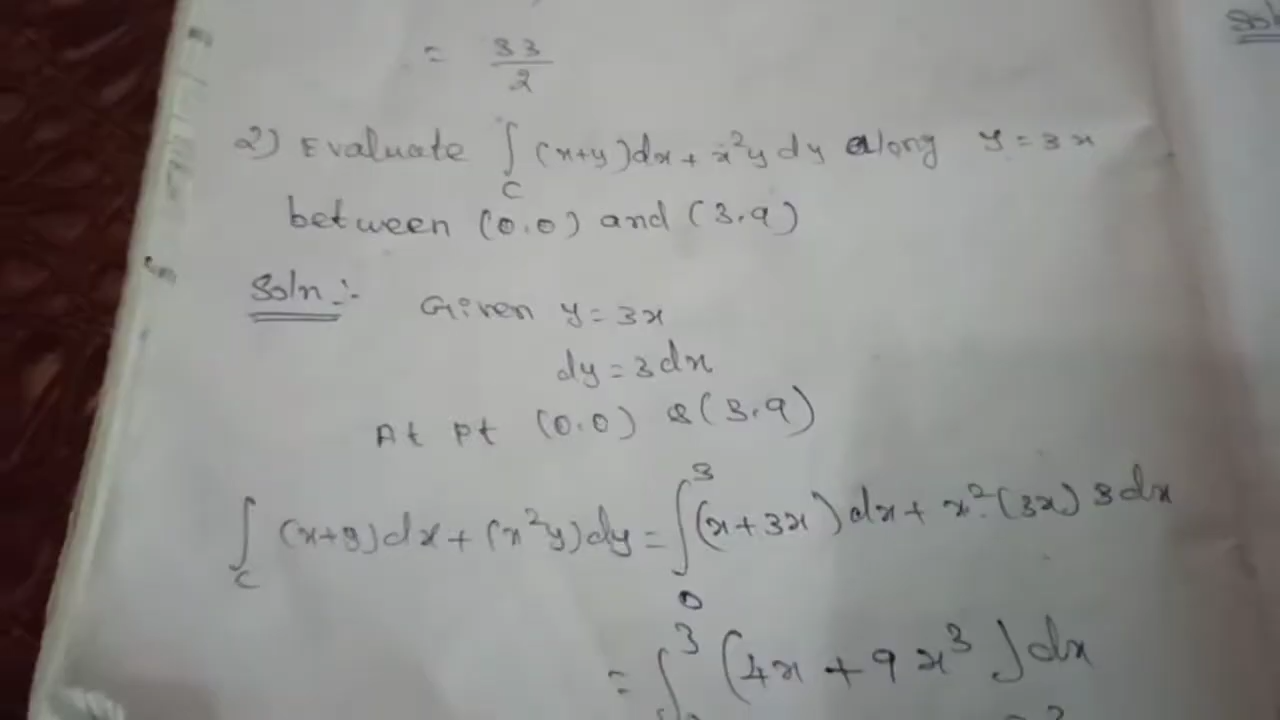 = 33/2
2) Evaluate ∫_C (x+y)dx + x²y dy along y = 3x
between (0.0) and (3.9)
Soln :- Given y = 3x
dy = 3dx
At pt (0.0) & (3.9)
∫_C (x+y)dx + (x²y)dy = ∫_0^3 (x+3x)dx + x².(3x) 3dx
= ∫^3 (4x + 9x³)dx